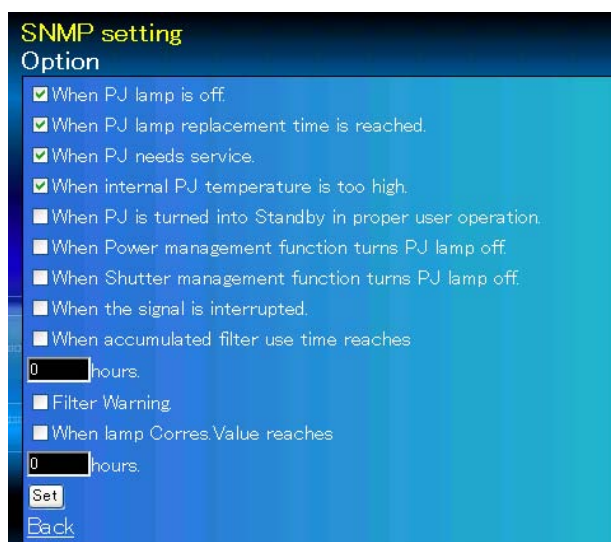 SNMP setting
Option
When PJ lamp is off.
When PJ lamp replacement time is reached.
When PJ needs service.
When internal PJ temperature is too high.
When PJ is turned into Standby in proper user operation.
When Power management function turns PJ lamp off.
When Shutter management function turns PJ lamp off.
When the signal is interrupted.
When accumulated filter use time reaches
0 hours.
Filter Warning.
When lamp Corres.Value reaches
0 hours.
Set
Back